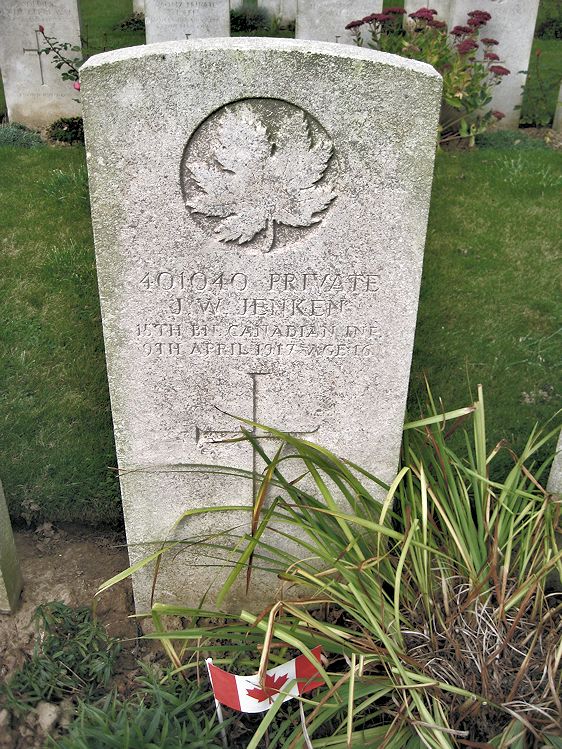 401040 PRIVATE
J. W. JENKEN
15TH BN. CANADIAN INF.
9TH APRIL 1917 AGE 16